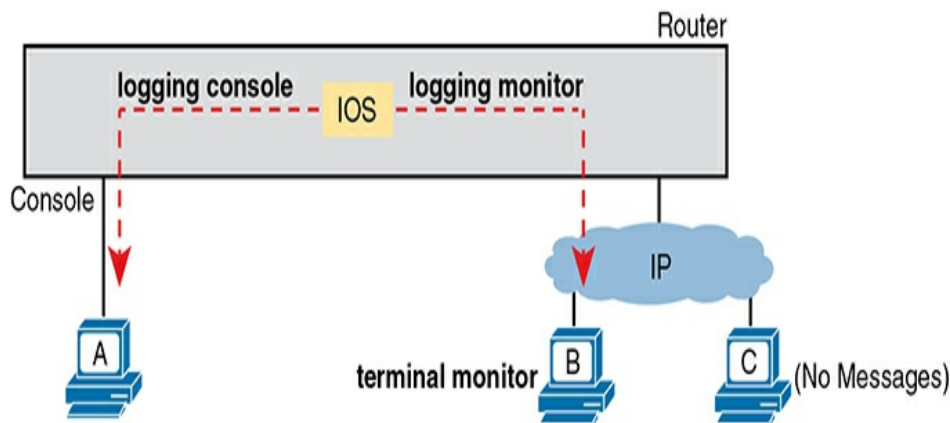 Router
logging console
IOS
logging monitor
Console
IP
A
terminal monitor
B
C
(No Messages)